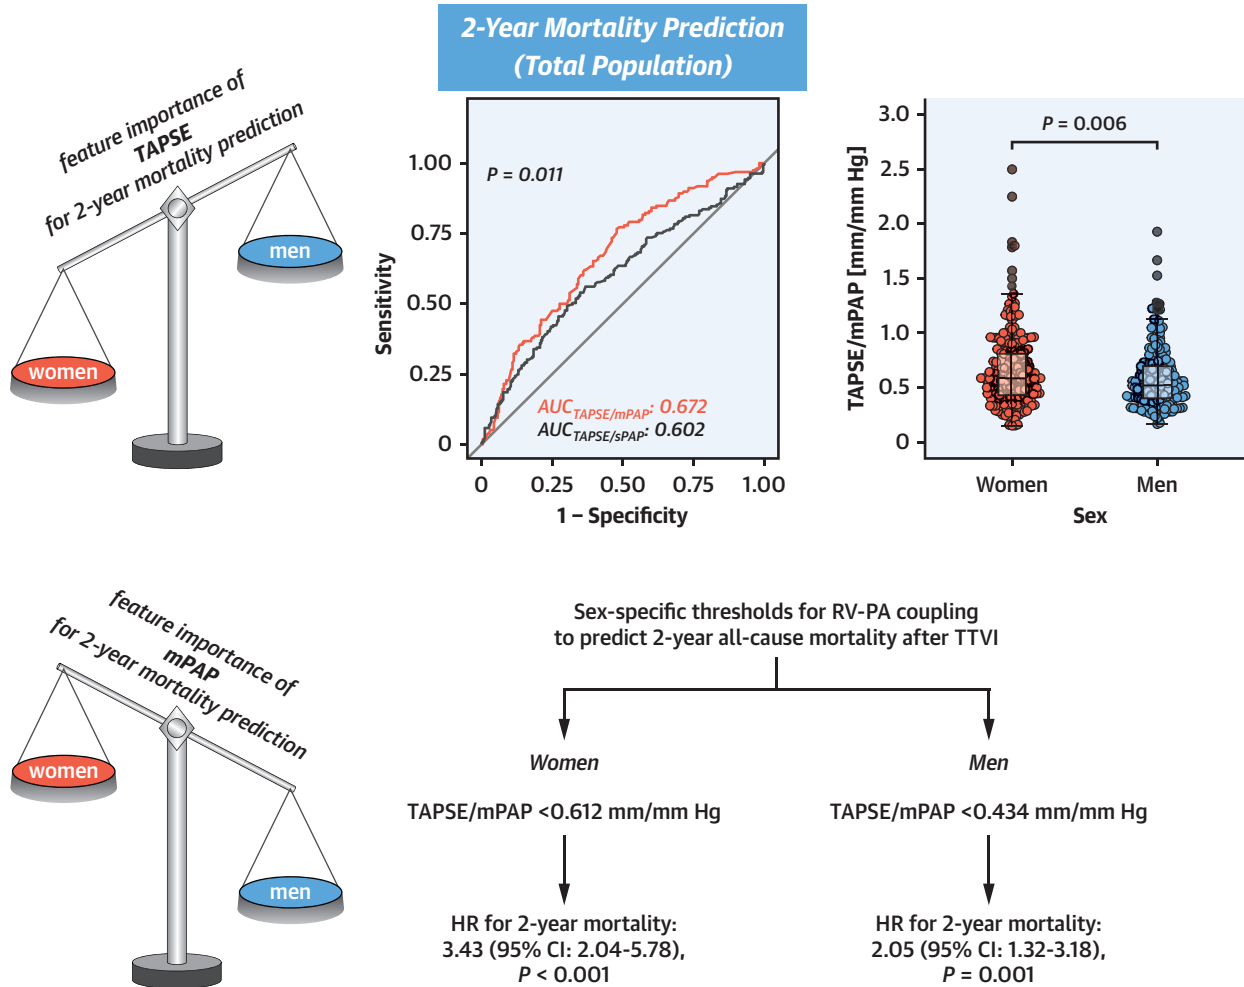 2-Year Mortality Prediction
(Total Population)
feature importance of
TAPSE
for 2-year mortality prediction
men
women
Sensitivity
1.00
0.75
0.50
0.25
0
P = 0.011
AUC TAPSE/mPAP: 0.672
AUC TAPSE/sPAP: 0.602
0 0.25 0.50 0.75 1.00
1 – Specificity
TAPSE/mPAP [mm/mm Hg]
3.0
2.5
2.0
1.5
1.0
0.5
0
P = 0.006
Women Men
Sex
feature importance of
mPAP
for 2-year mortality prediction
women
men
Sex-specific thresholds for RV-PA coupling
to predict 2-year all-cause mortality after TTVI
Women
TAPSE/mPAP <0.612 mm/mm Hg
HR for 2-year mortality:
3.43 (95% CI: 2.04-5.78),
P < 0.001
Men
TAPSE/mPAP <0.434 mm/mm Hg
HR for 2-year mortality:
2.05 (95% CI: 1.32-3.18),
P = 0.001